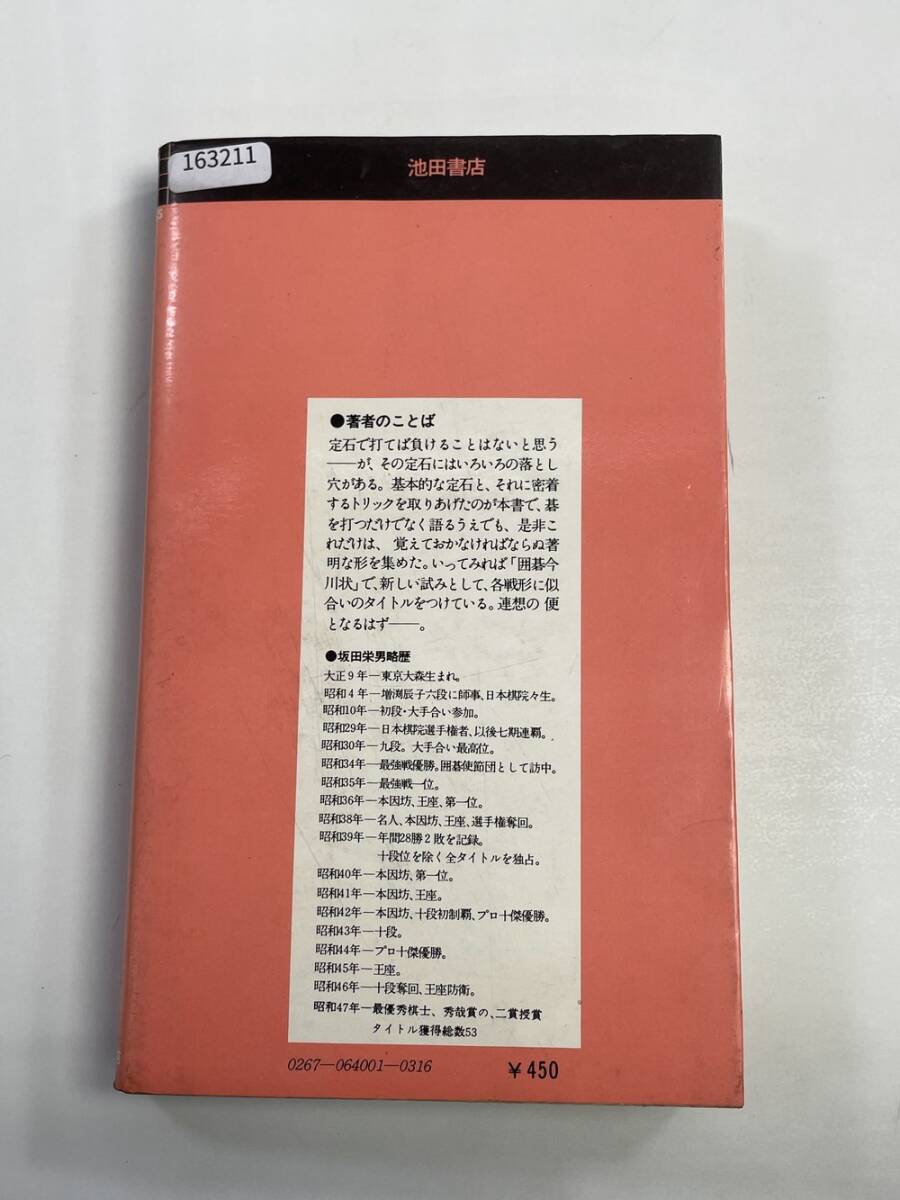 163211
池田書店
●著者のことば
定石で打てば負けることはないと思う
——が、その定石にはいろいろの落とし
穴がある。基本的な定石と、それに密着
するトリックを取りあげたのが本書で、碁
を打つだけでなく語るうえでも、是非こ
れだけは、覚えておかなければならぬ著
明な形を集めた。いってみれば「囲碁今
川状」で、新しい試みとして、各戦形に似
合いのタイトルをつけている。連想の便
となるはず——。
●坂田栄男略歴
大正9年—東京大森生まれ。
昭和4年—増渕辰子六段に師事、日本棋院々生。
昭和10年—初段・大手合い参加。
昭和29年—日本棋院選手権者、以後七期連覇。
昭和30年—九段。大手合い最高位。
昭和34年—最強戦優勝。囲碁使節団として訪中。
昭和35年—最強戦一位。
昭和36年—本因坊、王座、第一位。
昭和38年—名人、本因坊、王座、選手権奪回。
昭和39年—年間28勝2敗を記録。
十段位を除く全タイトルを独占。
昭和40年—本因坊、第一位。
昭和41年—本因坊、王座。
昭和42年—本因坊、十段初制覇、プロ十傑優勝。
昭和43年—十段。
昭和44年—プロ十傑優勝。
昭和45年—王座。
昭和46年—十段奪回、王座防衛。
昭和47年—最優秀棋士、秀哉賞の、二賞授賞
タイトル獲得総数53
0267—064001—0316
￥450